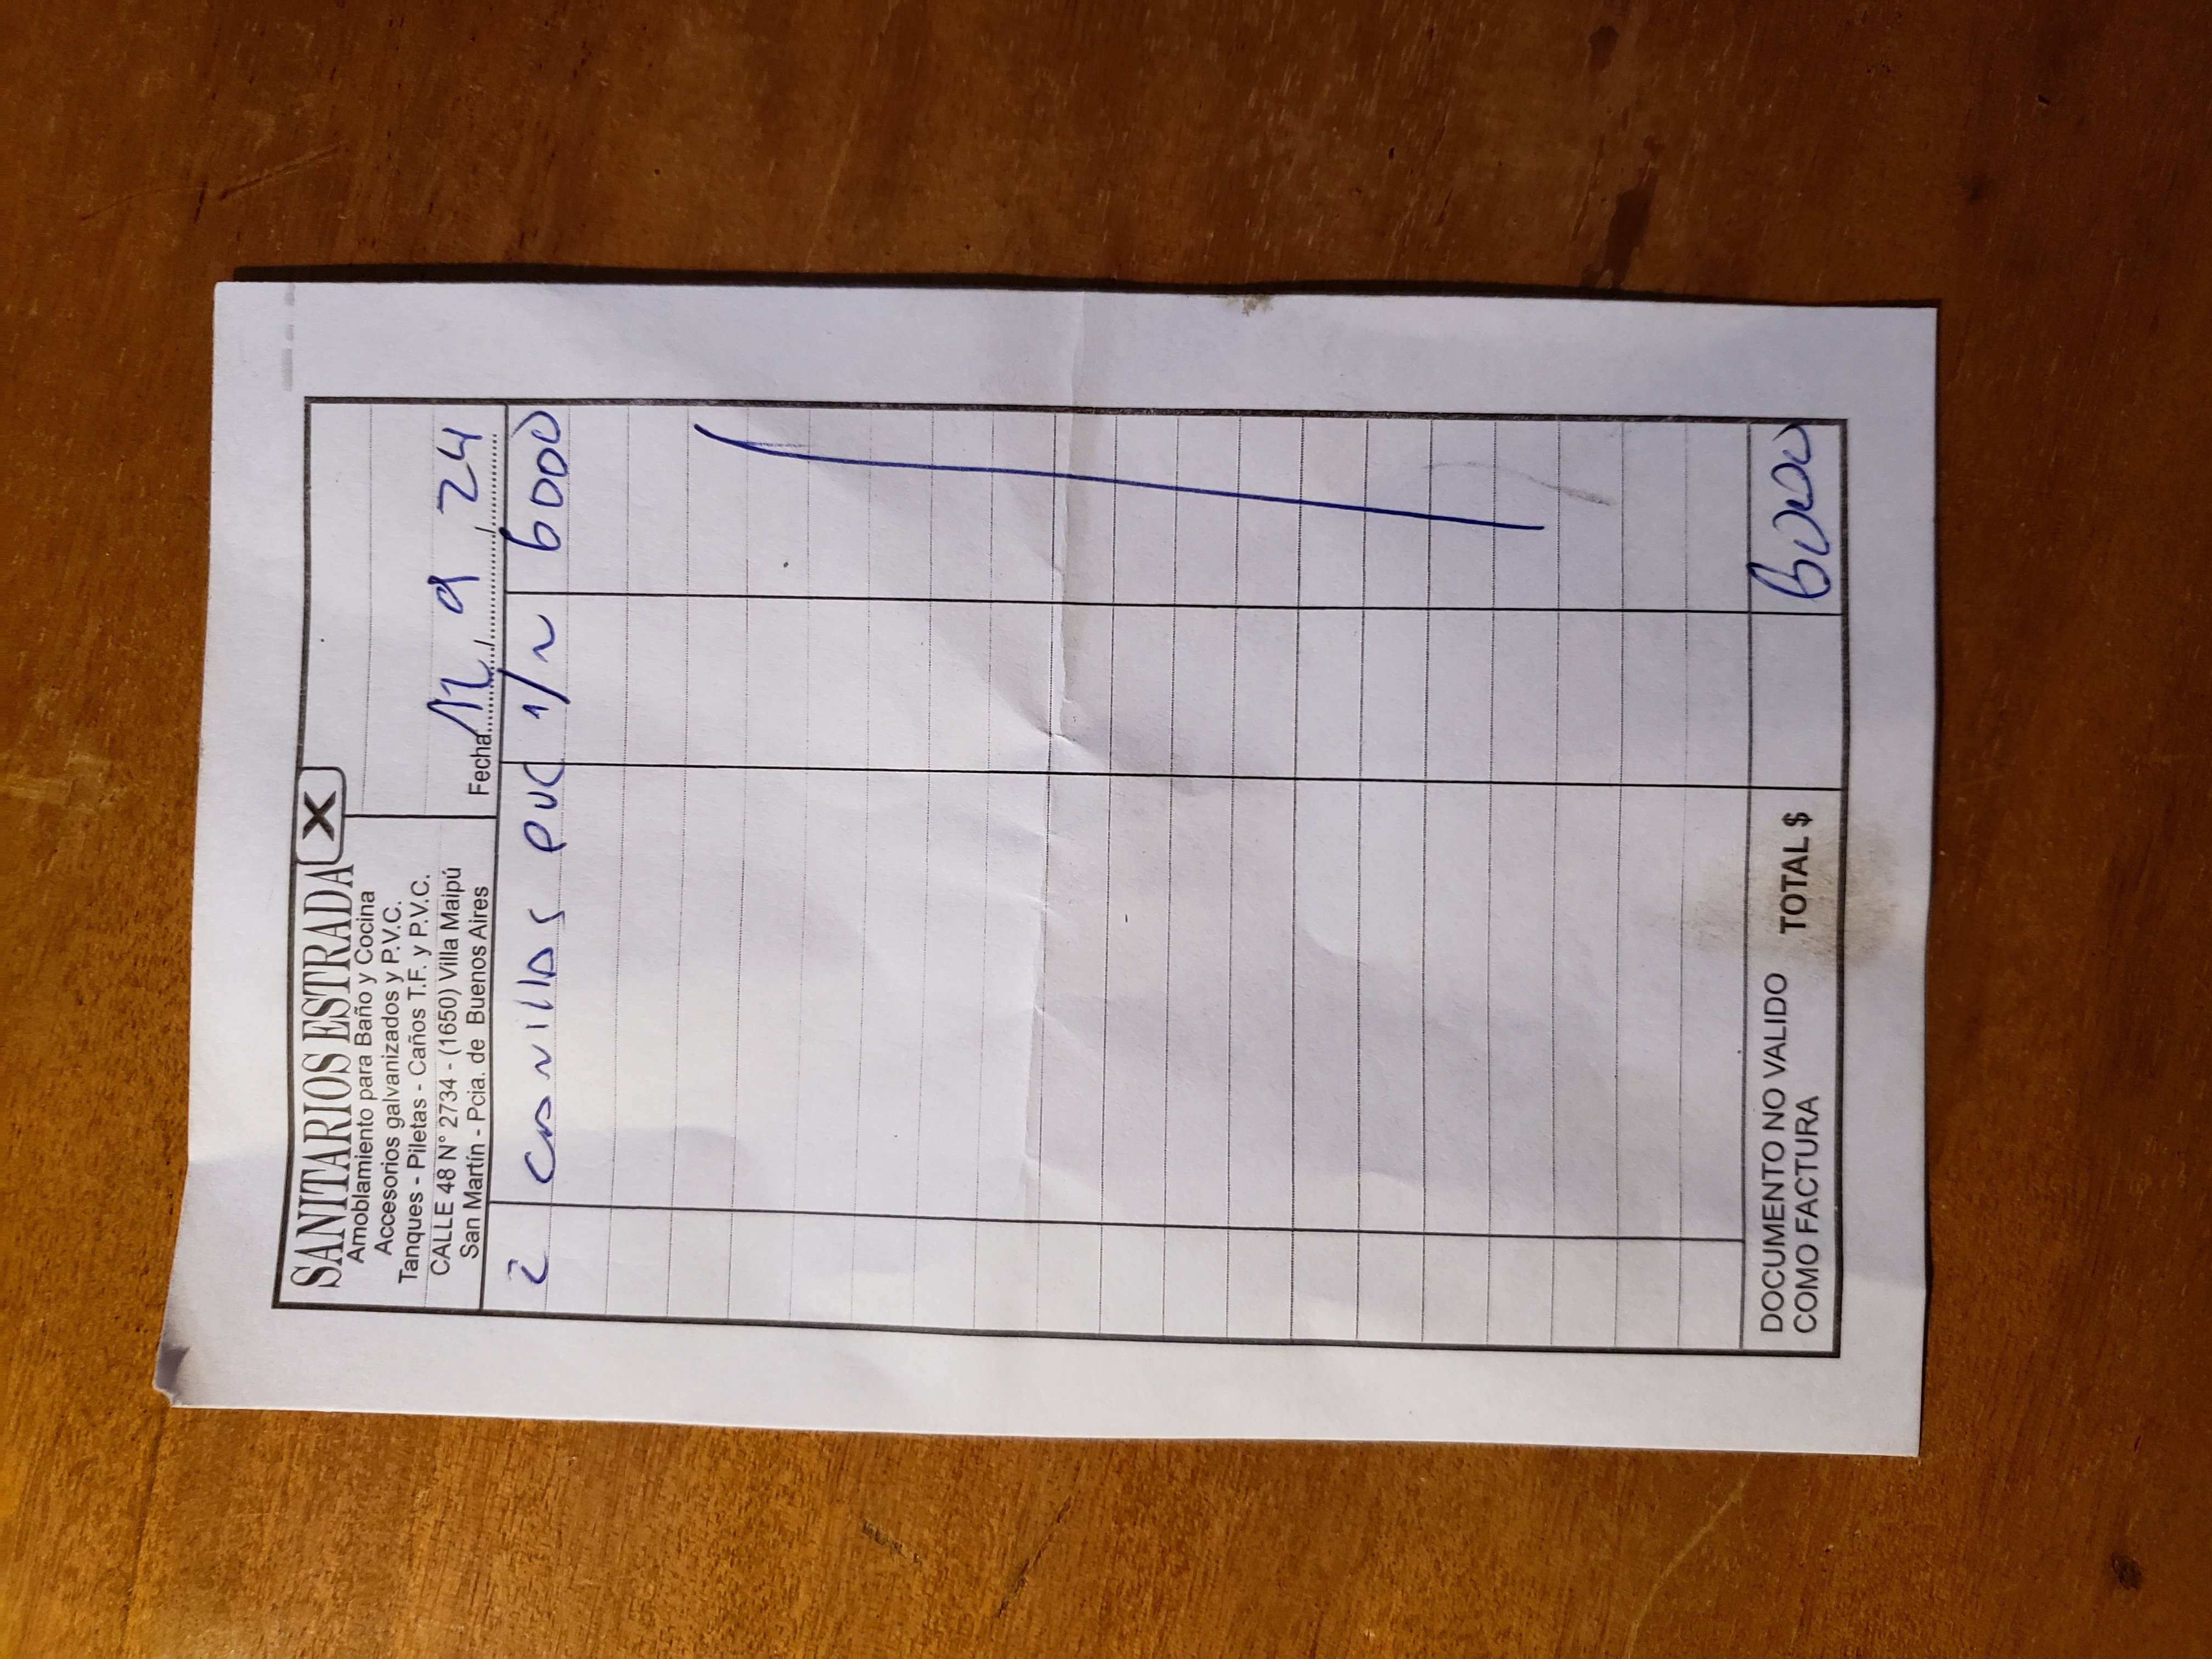 SANITARIOS ESTRADA X
Amoblamiento para Baño y Cocina
Accesorios galvanizados y P.V.C.
Tanques - Piletas - Caños T.F. y P.V.C.
CALLE 48 N° 2734 - (1650) Villa Maipú
San Martín - Pcia. de Buenos Aires
Fecha 12 / 9 / 24
2 CANILLAS PVC 1/2 6000
DOCUMENTO NO VALIDO
COMO FACTURA
TOTAL $ 6000